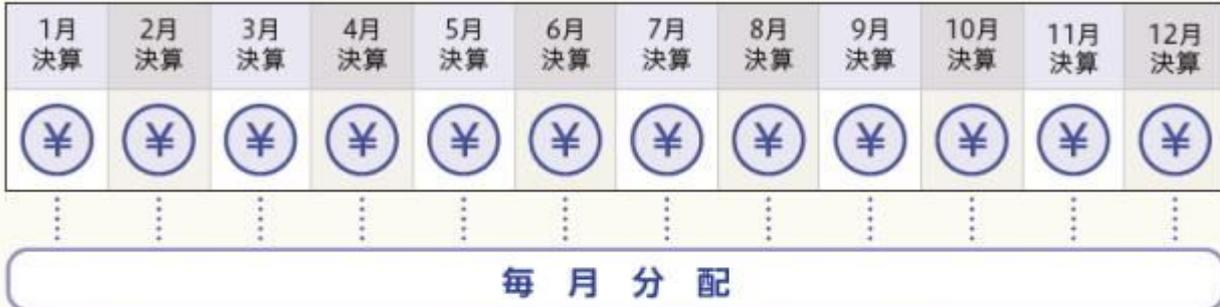 1月 2月 3月 4月 5月 6月 7月 8月 9月 10月 11月 12月
決算 決算 決算 決算 決算 決算 決算 決算 決算 決算 決算 決算
¥ ¥ ¥ ¥ ¥ ¥ ¥ ¥ ¥ ¥ ¥ ¥
毎月分配